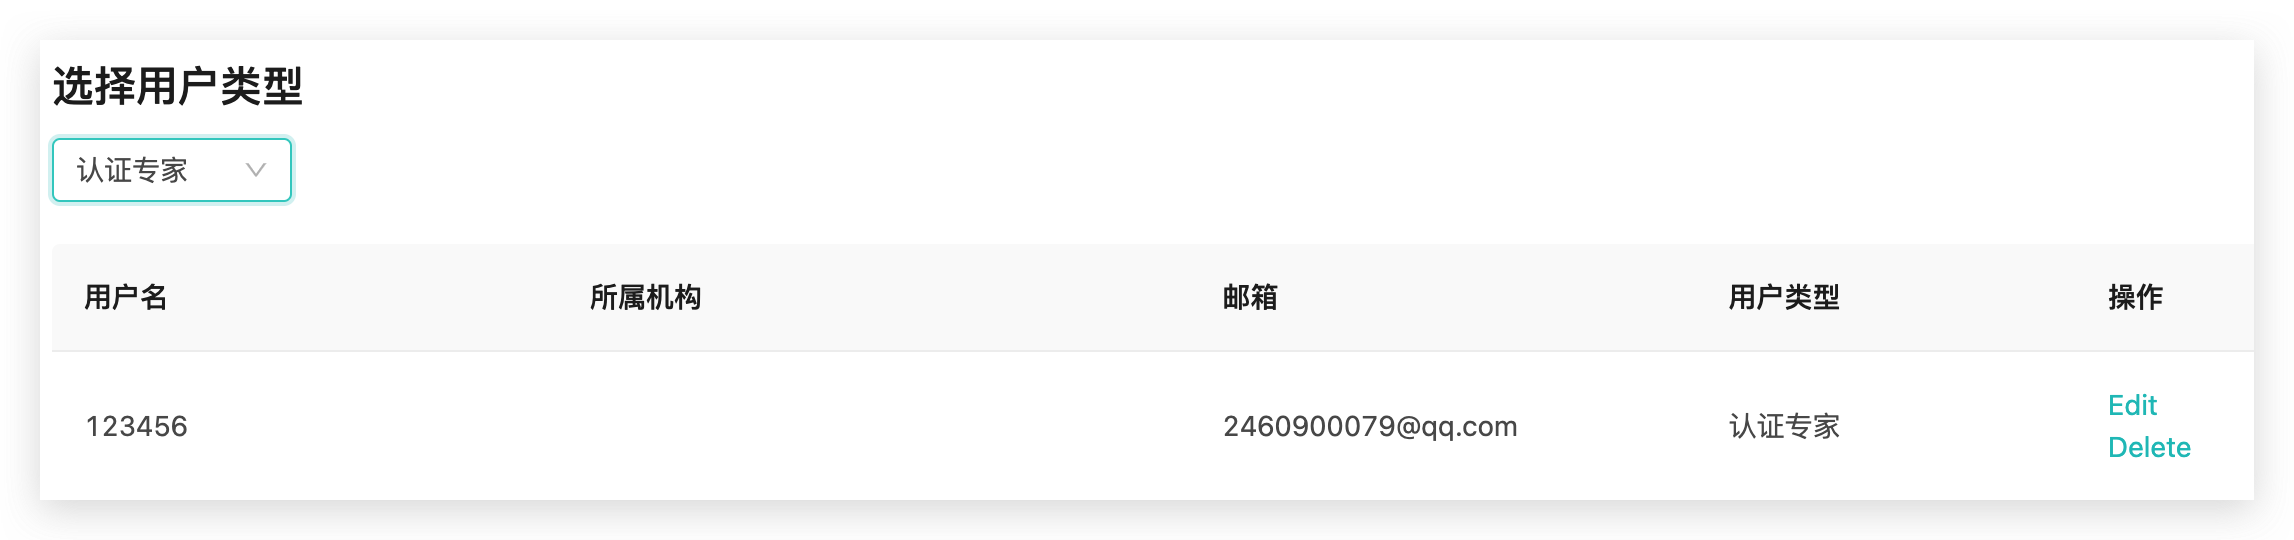 选择用户类型
认证专家
用户名 所属机构 邮箱 用户类型 操作
123456 2460900079@qq.com 认证专家 Edit
Delete